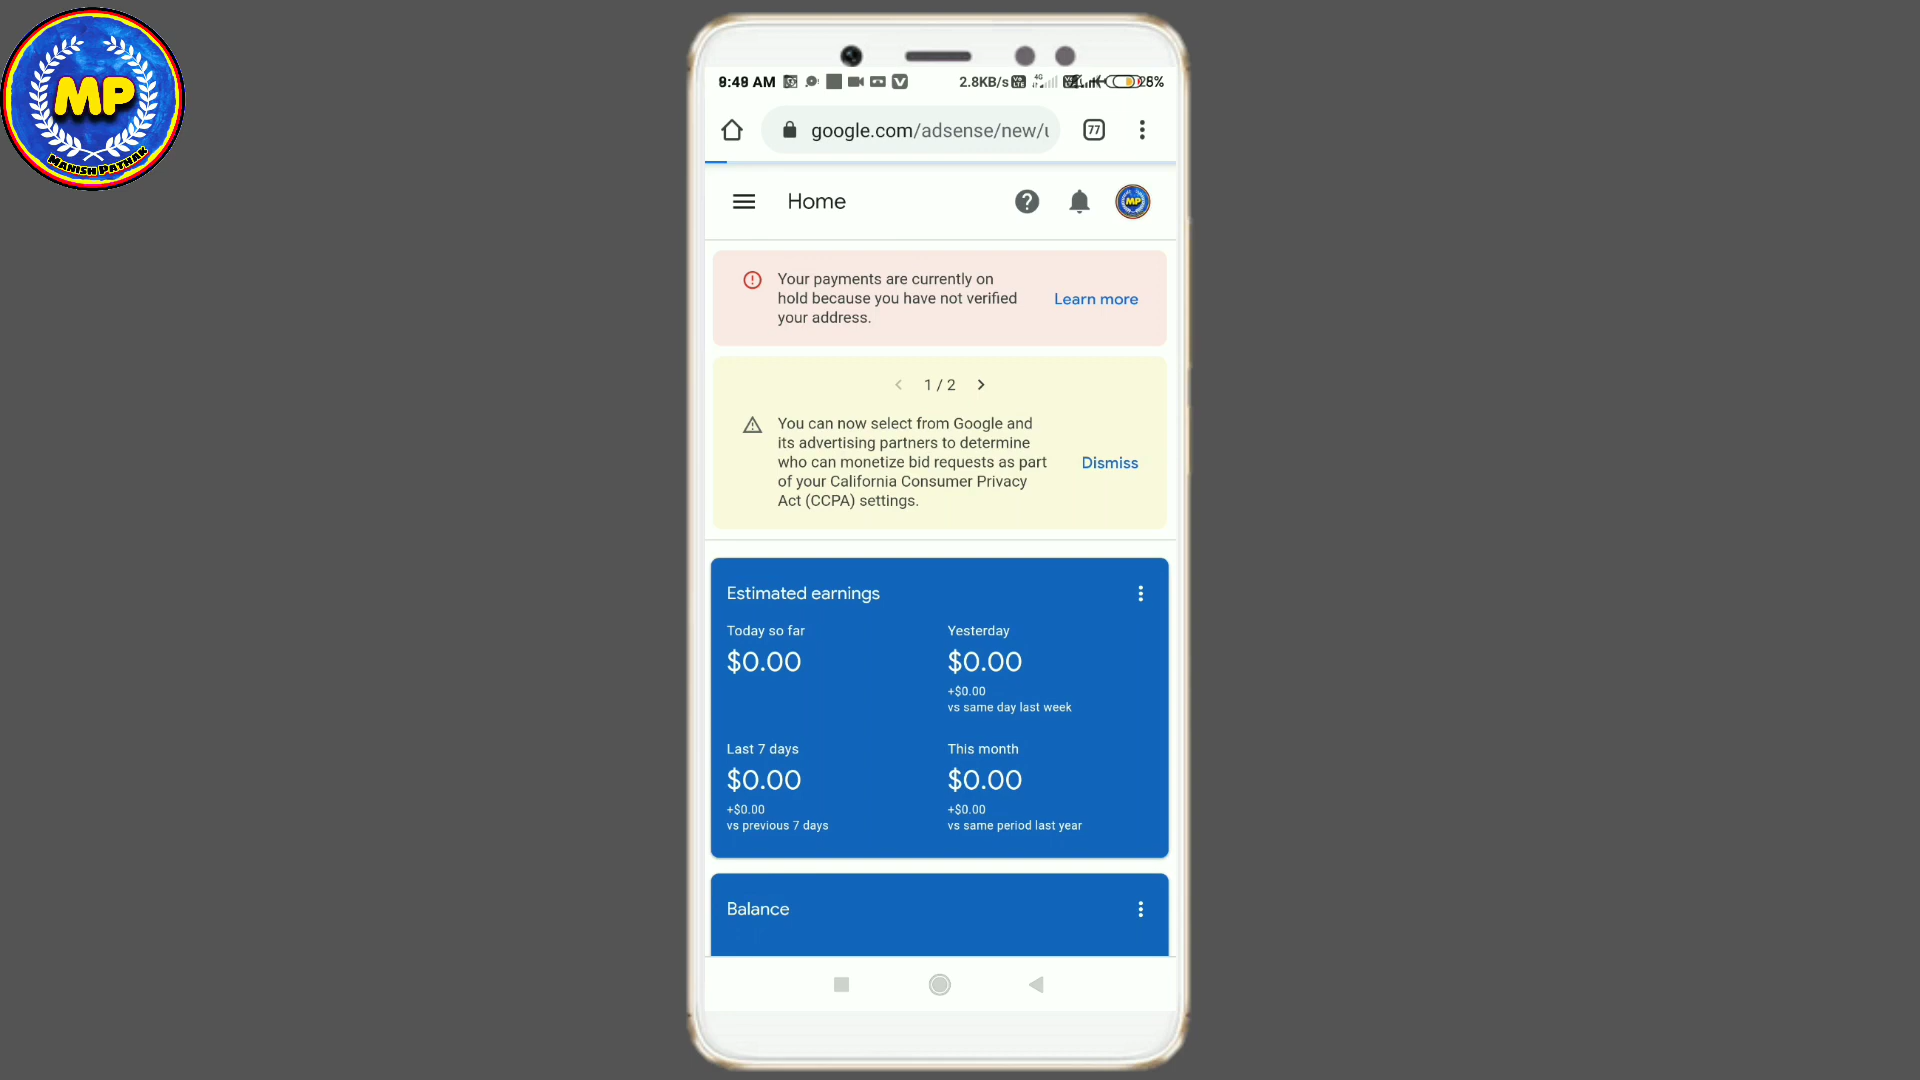 MP
MANISH PATHAK
9:48 AM
2.8KB/s
4G
google.com/adsense/new/u
77
Home
MP
Your payments are currently on
hold because you have not verified
your address.
Learn more
1 / 2
You can now select from Google and
its advertising partners to determine
who can monetize bid requests as part
of your California Consumer Privacy
Act (CCPA) settings.
Dismiss
Estimated earnings
Today so far
Yesterday
$0.00
$0.00
+$0.00
vs same day last week
Last 7 days
This month
$0.00
$0.00
+$0.00
+$0.00
vs previous 7 days
vs same period last year
Balance